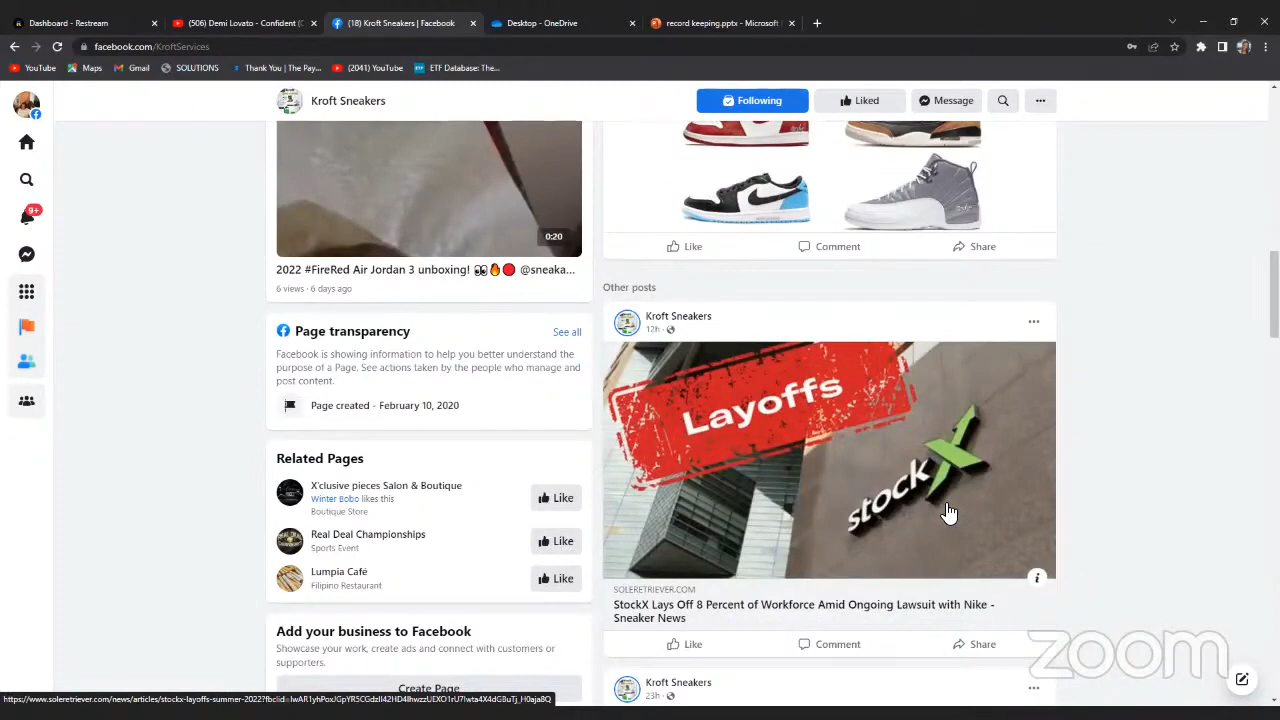 Dashboard - Restream
(506) Demi Lovato - Confident (
(18) Kroft Sneakers | Facebook
Desktop - OneDrive
record keeping.pptx - Microsoft
facebook.com/KroftServices
YouTube
Maps
Gmail
SOLUTIONS
Thank You | The Pay...
(2041) YouTube
ETF Database: The...
Kroft Sneakers
Following
Liked
Message
9+
0:20
2022 #FireRed Air Jordan 3 unboxing! 👀🔥🔴 @sneaka...
6 views · 6 days ago
Page transparency
See all
Facebook is showing information to help you better understand the
purpose of a Page. See actions taken by the people who manage and
post content.
Page created - February 10, 2020
Related Pages
X'clusive pieces Salon & Boutique
Winter Bobo likes this
Boutique Store
Like
Real Deal Championships
Sports Event
Like
Lumpia Café
Filipino Restaurant
Like
Add your business to Facebook
Showcase your work, create ads and connect with customers or
supporters.
Create Page
Like
Comment
Share
Other posts
Kroft Sneakers
12h
Layoffs
stockX
SOLERETRIEVER.COM
StockX Lays Off 8 Percent of Workforce Amid Ongoing Lawsuit with Nike -
Sneaker News
Like
Comment
Share
Kroft Sneakers
23h
zoom